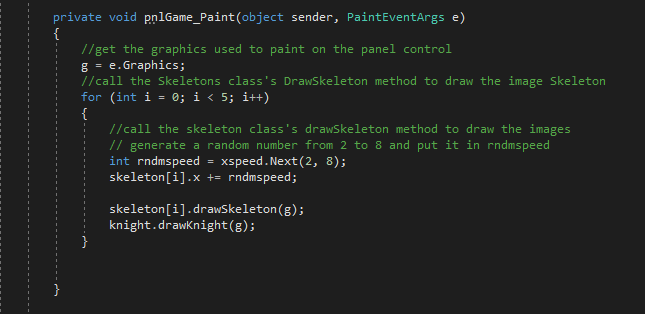 private void pnlGame_Paint(object sender, PaintEventArgs e)
{
//get the graphics used to paint on the panel control
g = e.Graphics;
//call the Skeletons class's DrawSkeleton method to draw the image Skeleton
for (int i = 0; i < 5; i++)
{
//call the skeleton class's drawSkeleton method to draw the images
// generate a random number from 2 to 8 and put it in rndmspeed
int rndmspeed = xspeed.Next(2, 8);
skeleton[i].x += rndmspeed;
skeleton[i].drawSkeleton(g);
knight.drawKnight(g);
}
}